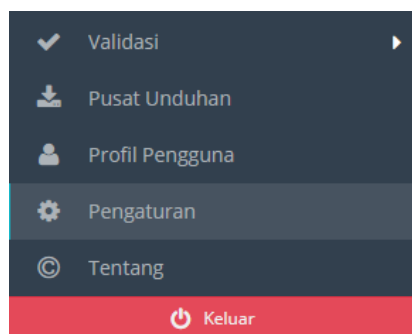 Validasi
Pusat Unduhan
Profil Pengguna
Pengaturan
Tentang
Keluar